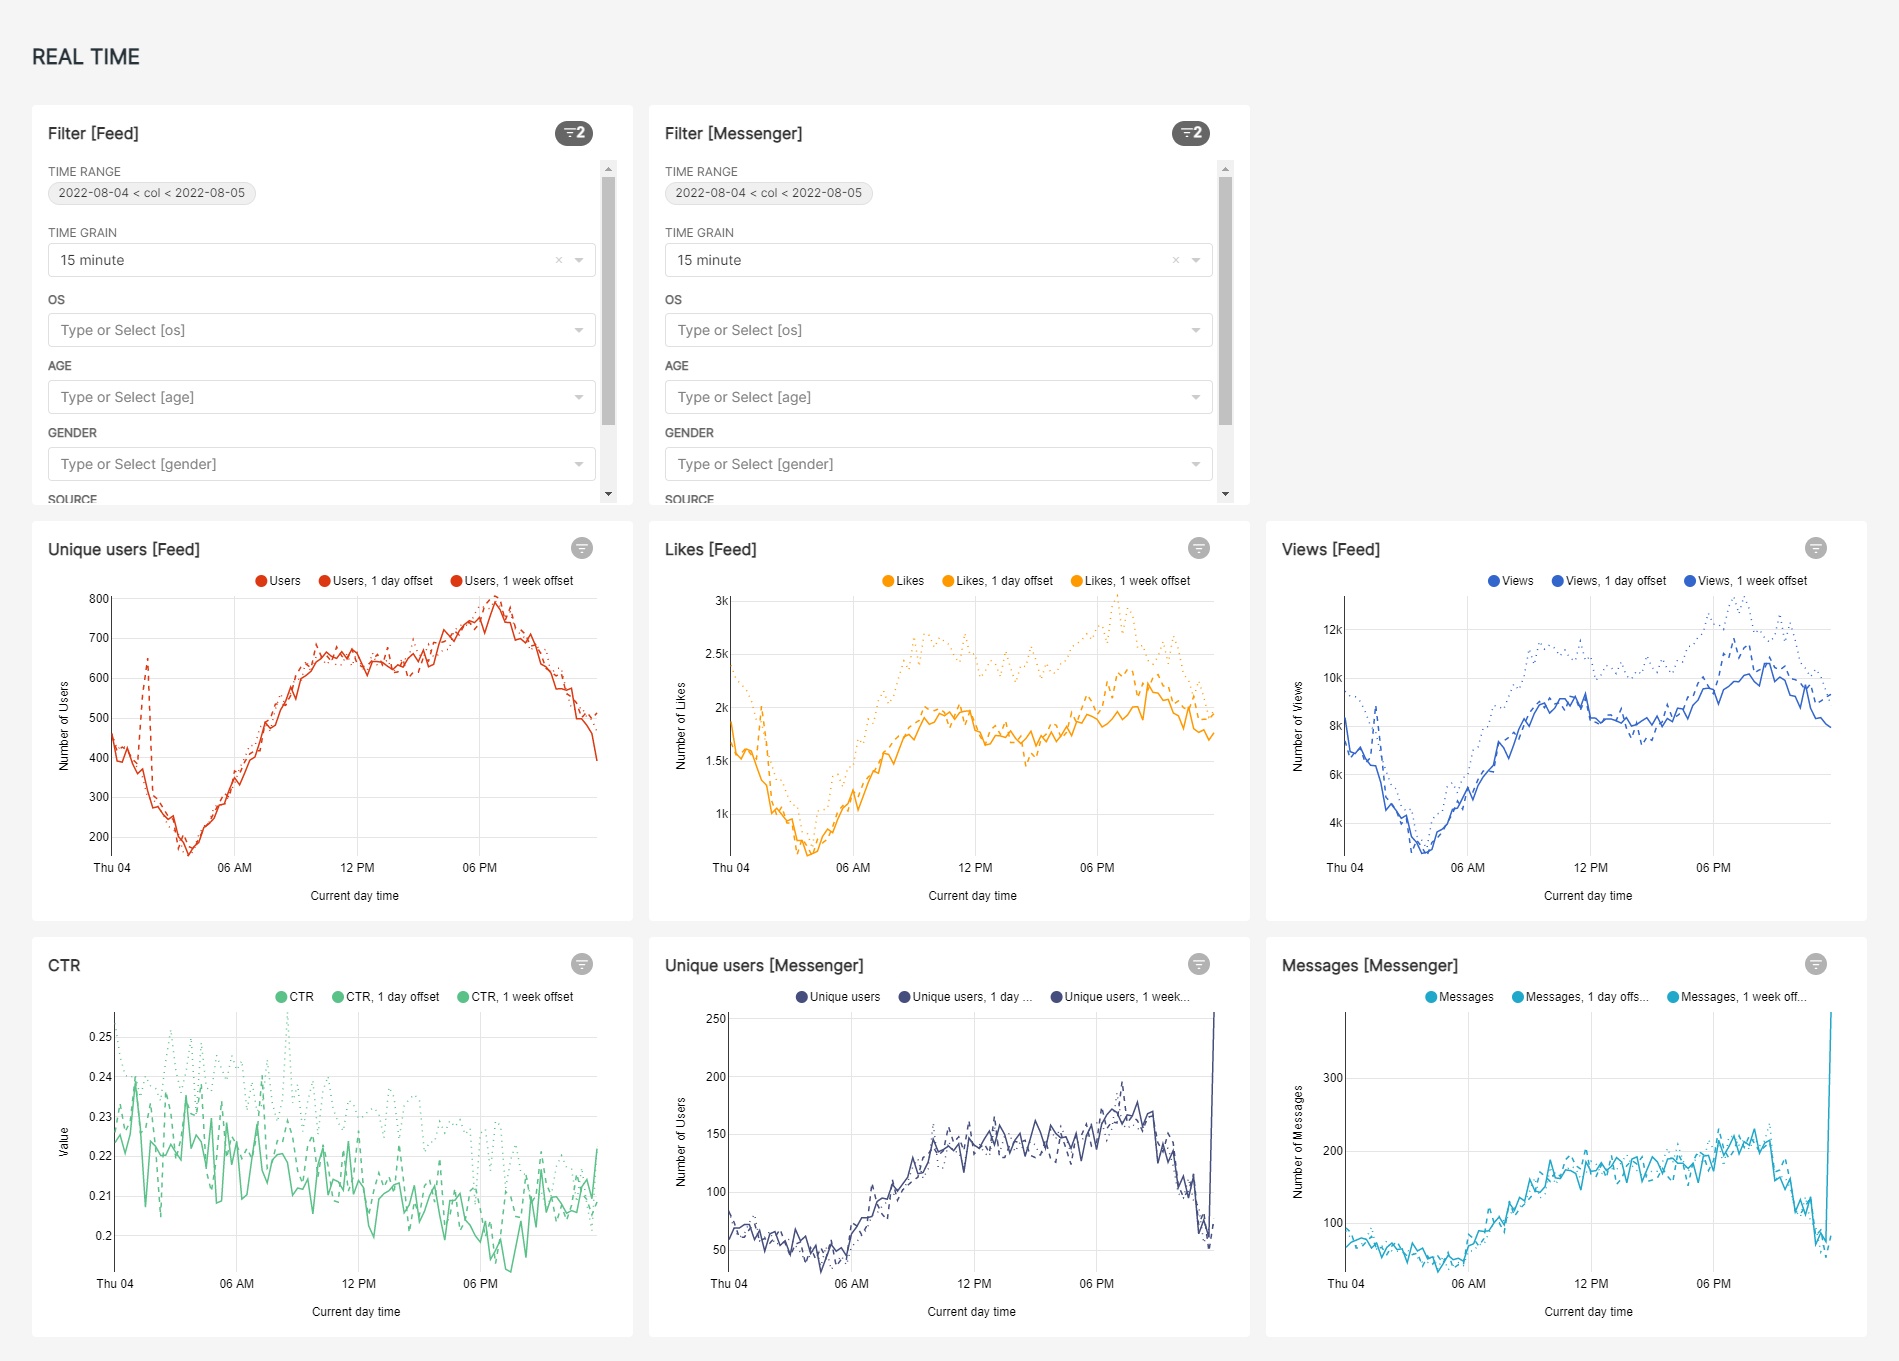 REAL TIME
Filter [Feed]
2
TIME RANGE
2022-08-04 < col < 2022-08-05
TIME GRAIN
15 minute
OS
Type or Select [os]
AGE
Type or Select [age]
GENDER
Type or Select [gender]
SOURCE
Filter [Messenger]
2
TIME RANGE
2022-08-04 < col < 2022-08-05
TIME GRAIN
15 minute
OS
Type or Select [os]
AGE
Type or Select [age]
GENDER
Type or Select [gender]
SOURCE
Unique users [Feed]
Users Users, 1 day offset Users, 1 week offset
800
700
600
500
400
300
200
Number of Users
Thu 04 06 AM 12 PM 06 PM
Current day time
Likes [Feed]
Likes Likes, 1 day offset Likes, 1 week offset
3k
2.5k
2k
1.5k
1k
Number of Likes
Thu 04 06 AM 12 PM 06 PM
Current day time
Views [Feed]
Views Views, 1 day offset Views, 1 week offset
12k
10k
8k
6k
4k
Number of Views
Thu 04 06 AM 12 PM 06 PM
Current day time
CTR
CTR CTR, 1 day offset CTR, 1 week offset
0.25
0.24
0.23
0.22
0.21
0.2
Value
Thu 04 06 AM 12 PM 06 PM
Current day time
Unique users [Messenger]
Unique users Unique users, 1 day ... Unique users, 1 week...
250
200
150
100
50
Number of Users
Thu 04 06 AM 12 PM 06 PM
Current day time
Messages [Messenger]
Messages Messages, 1 day offs... Messages, 1 week off...
300
200
100
Number of Messages
Thu 04 06 AM 12 PM 06 PM
Current day time